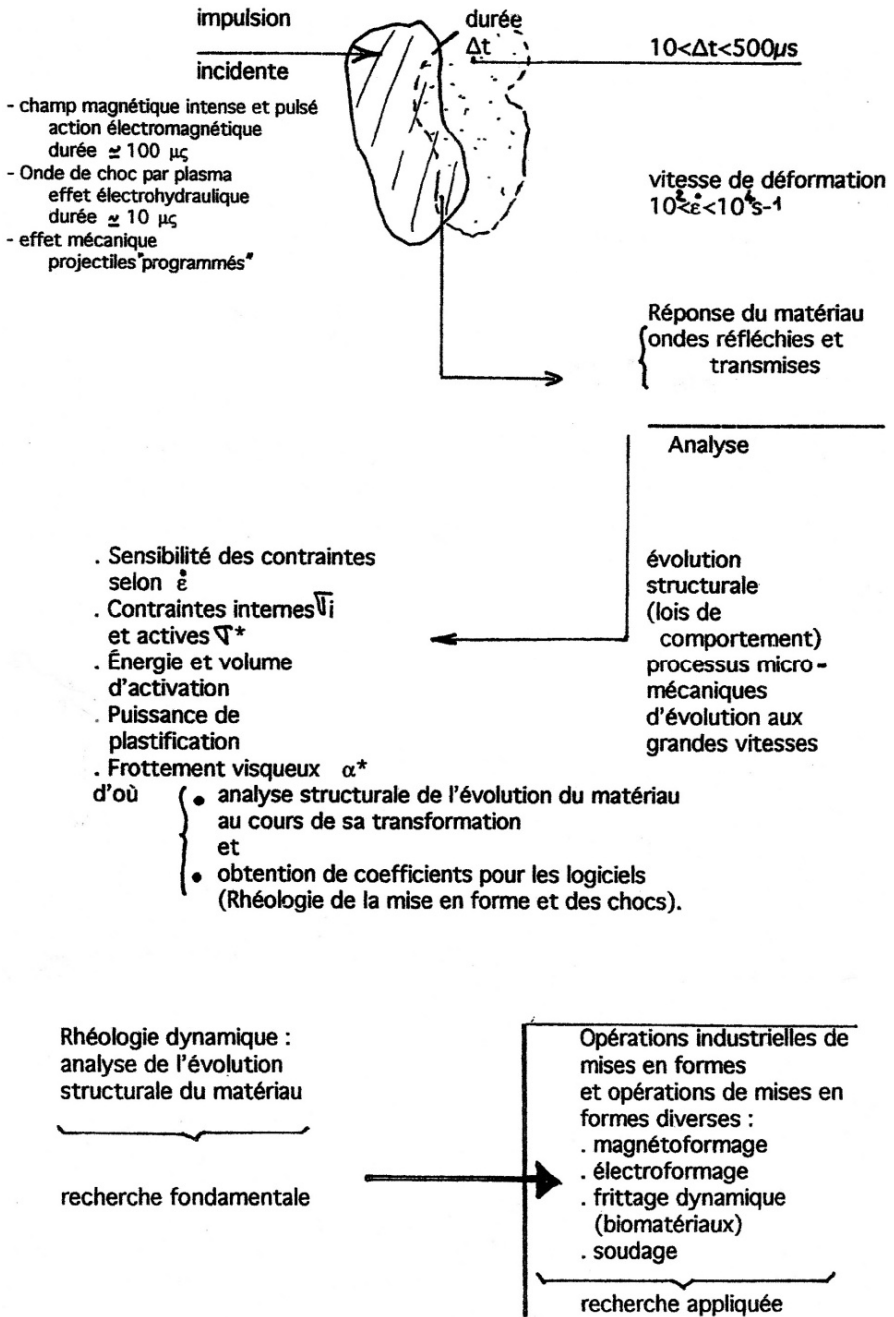 impulsion
incidente
durée
Δt
10<Δt<500µs
- champ magnétique intense et pulsé
action électromagnétique
durée ≃ 100 µς
- Onde de choc par plasma
effet électrohydraulique
durée ≃ 10 µς
- effet mécanique
projectiles "programmés"
vitesse de déformation
10²<ε̇<10⁴s-1
Réponse du matériau
ondes réfléchies et
transmises
Analyse
évolution
structurale
(lois de
comportement)
processus micro-
mécaniques
d'évolution aux
grandes vitesses
. Sensibilité des contraintes
selon ε̇
. Contraintes internes σi
et actives σ*
. Énergie et volume
d'activation
. Puissance de
plastification
. Frottement visqueux α*
d'où
• analyse structurale de l'évolution du matériau
au cours de sa transformation
et
• obtention de coefficients pour les logiciels
(Rhéologie de la mise en forme et des chocs).
Rhéologie dynamique :
analyse de l'évolution
structurale du matériau
recherche fondamentale
Opérations industrielles de
mises en formes
et opérations de mises en
formes diverses :
. magnétoformage
. électroformage
. frittage dynamique
(biomatériaux)
. soudage
recherche appliquée